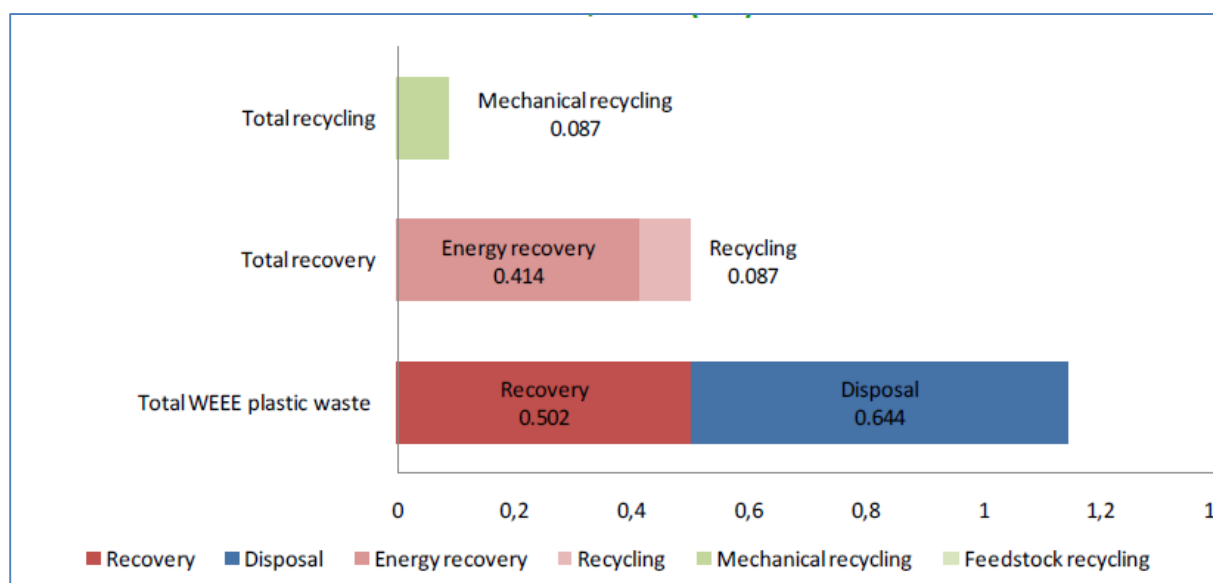 Total recycling
Mechanical recycling
0.087
Total recovery
Energy recovery
0.414
Recycling
0.087
Total WEEE plastic waste
Recovery
0.502
Disposal
0.644
0 0,2 0,4 0,6 0,8 1 1,2
Recovery Disposal Energy recovery Recycling Mechanical recycling Feedstock recycling